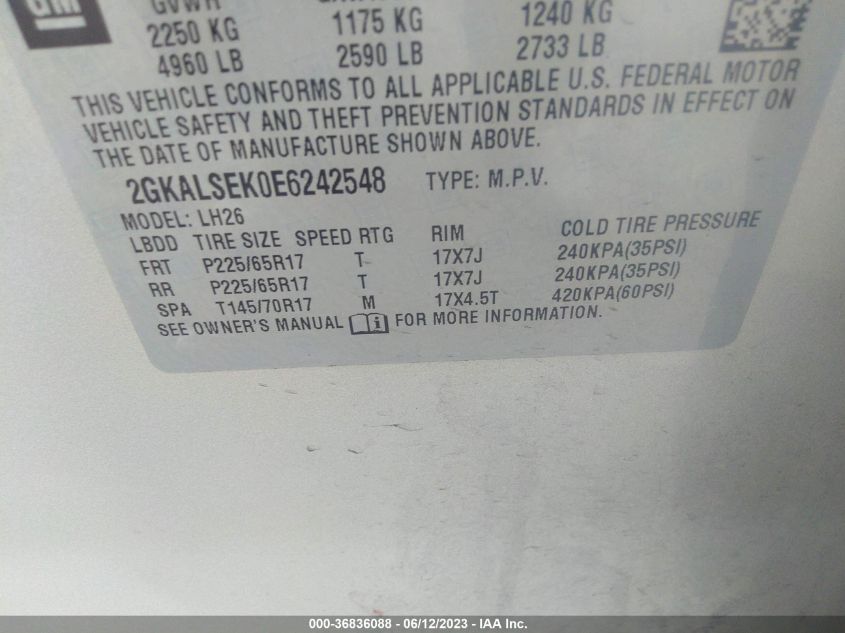 GM
GVWR
2250 KG 1175 KG 1240 KG
4960 LB 2590 LB 2733 LB
THIS VEHICLE CONFORMS TO ALL APPLICABLE U.S. FEDERAL MOTOR
VEHICLE SAFETY AND THEFT PREVENTION STANDARDS IN EFFECT ON
THE DATE OF MANUFACTURE SHOWN ABOVE.
2GKALSEK0E6242548 TYPE: M.P.V.
MODEL: LH26
LBDD TIRE SIZE SPEED RTG RIM COLD TIRE PRESSURE
FRT P225/65R17 T 17X7J 240KPA(35PSI)
RR P225/65R17 T 17X7J 240KPA(35PSI)
SPA T145/70R17 M 17X4.5T 420KPA(60PSI)
SEE OWNER'S MANUAL i FOR MORE INFORMATION.
000-36836088 - 06/12/2023 - IAA Inc.